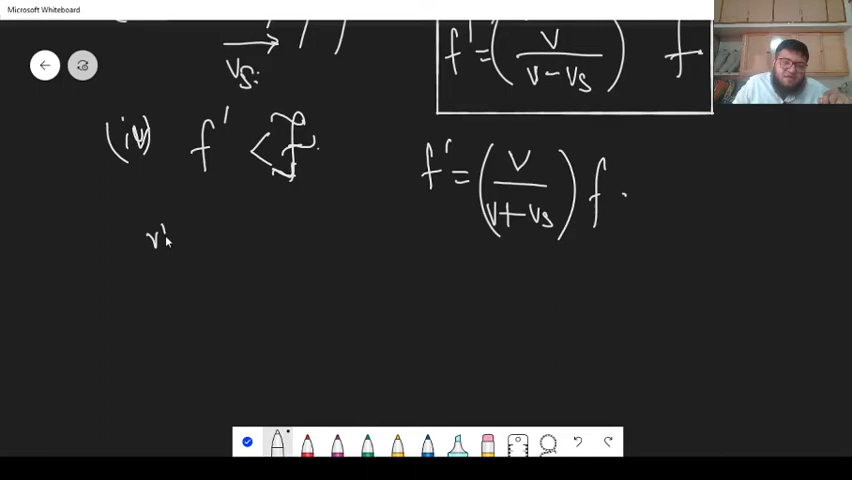 Microsoft Whiteboard
f' = (v / (v - vs)) f
vs.
(iv) f' < f.
f' = (v / (v + vs)) f.
v'